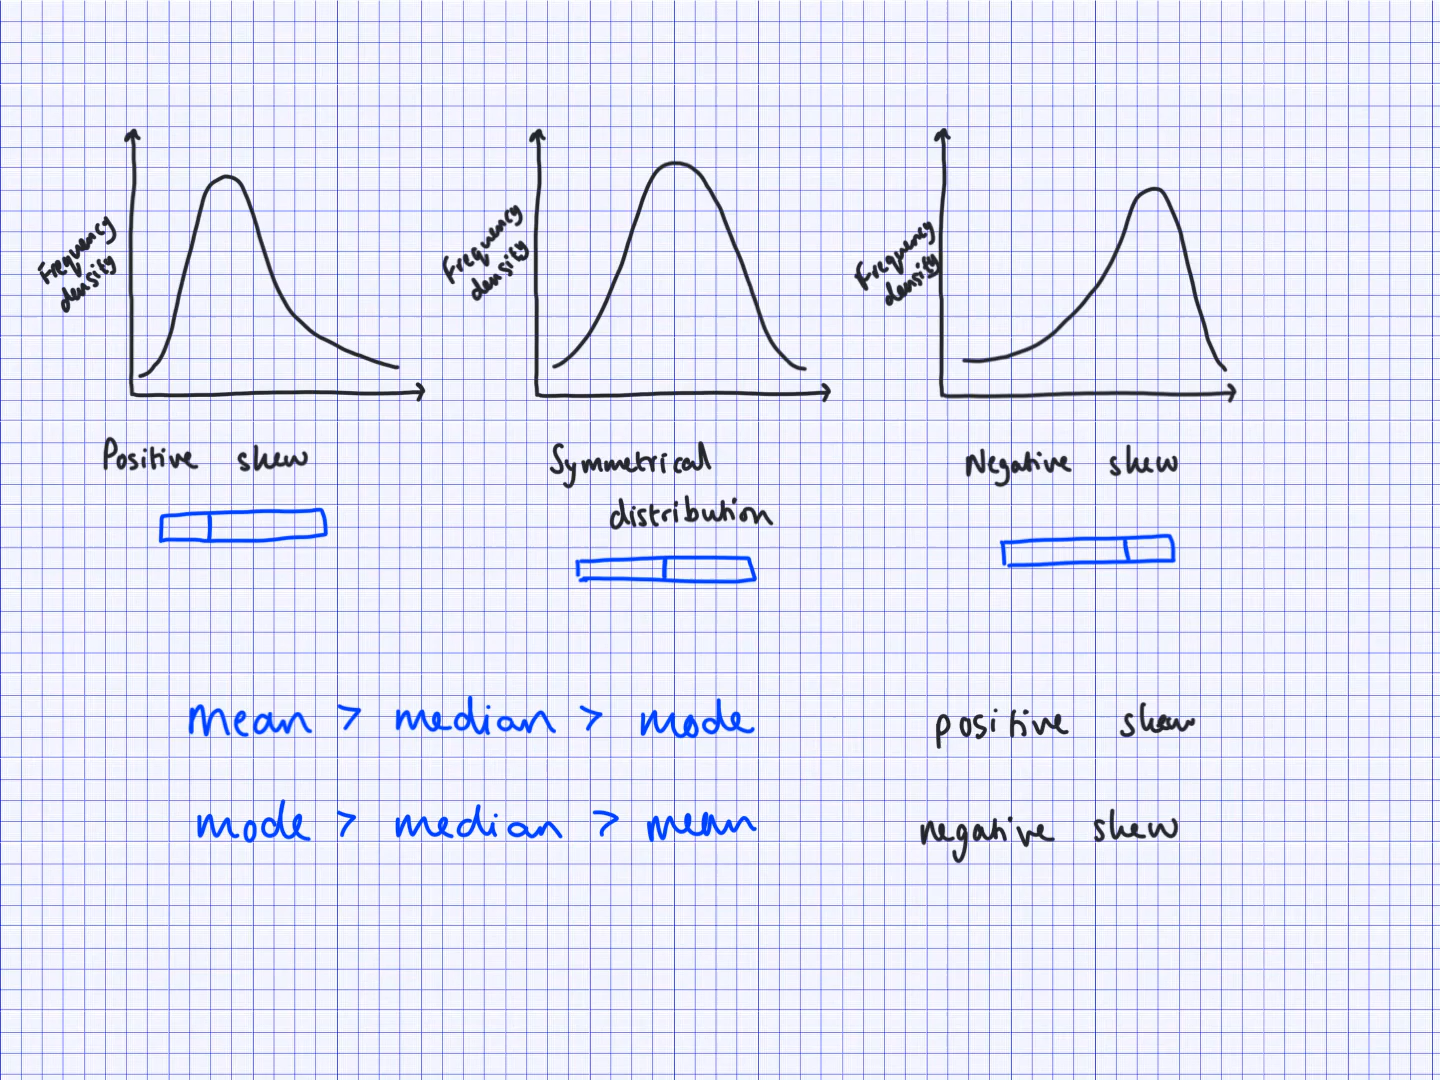 Frequency
density
Frequency
density
Frequency
density
Positive skew
Symmetrical
distribution
Negative skew
mean > median > mode
positive skew
mode > median > mean
negative skew